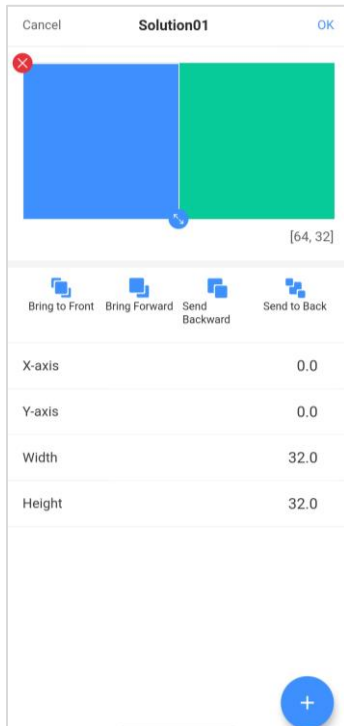 Cancel Solution01 OK
[64, 32]
Bring to Front Bring Forward Send Backward Send to Back
X-axis 0.0
Y-axis 0.0
Width 32.0
Height 32.0